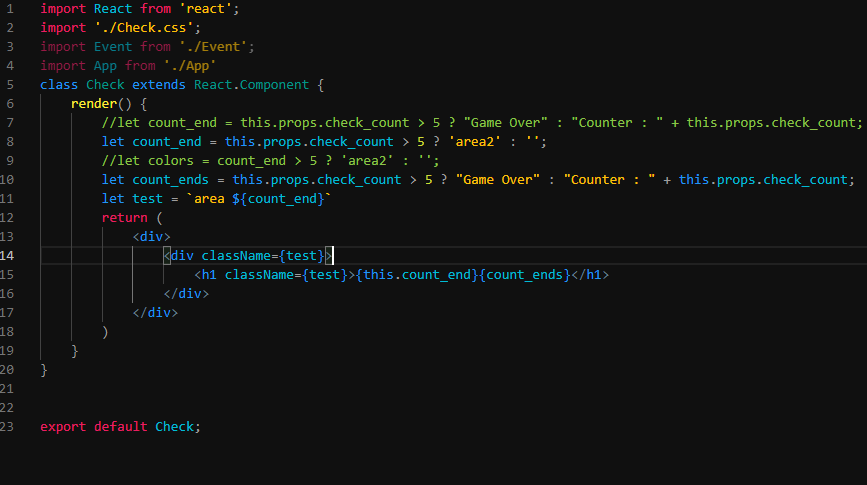 1 import React from 'react';
2 import './Check.css';
3 import Event from './Event';
4 import App from './App'
5 class Check extends React.Component {
6 render() {
7 //let count_end = this.props.check_count > 5 ? "Game Over" : "Counter : " + this.props.check_count;
8 let count_end = this.props.check_count > 5 ? 'area2' : '';
9 //let colors = count_end > 5 ? 'area2' : '';
10 let count_ends = this.props.check_count > 5 ? "Game Over" : "Counter : " + this.props.check_count;
11 let test = `area ${count_end}`
12 return (
13 <div>
14 <div className={test}>
15 <h1 className={test}>{this.count_end}{count_ends}</h1>
16 </div>
17 </div>
18 )
19 }
20 }
21
22
23 export default Check;